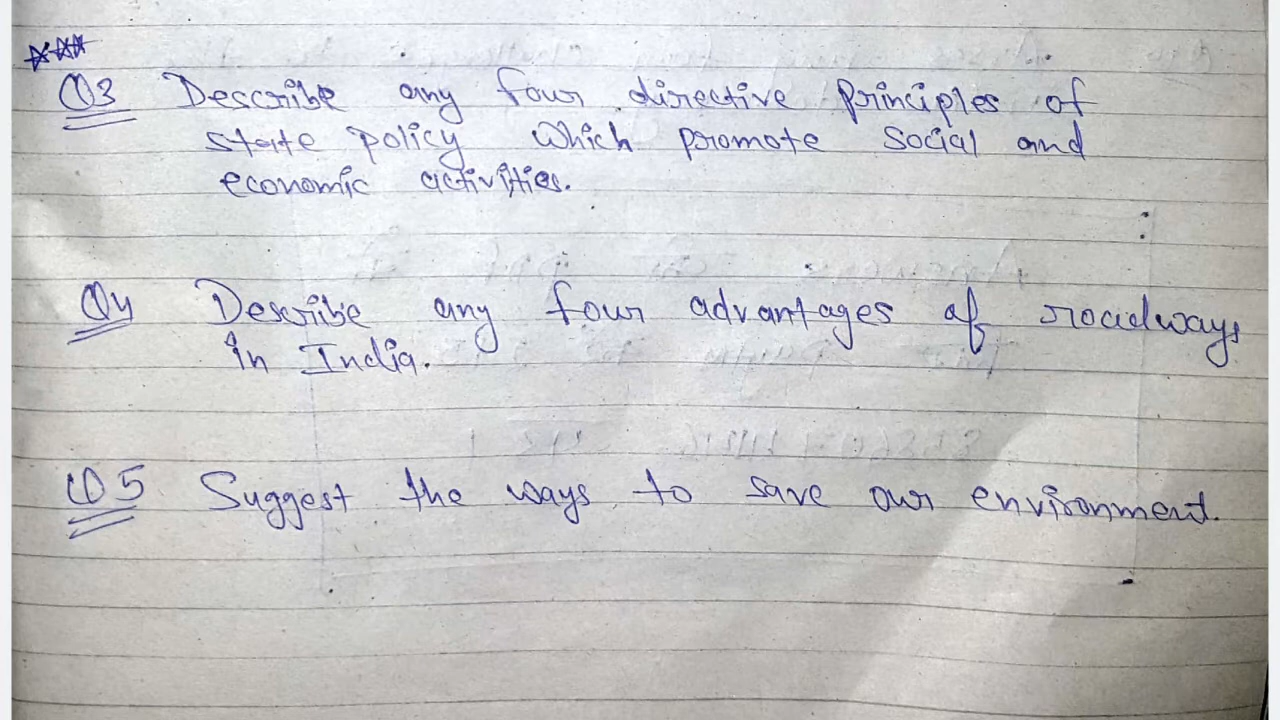 Q3 Describe any four directive principles of
state policy which promote social and
economic activities.
Q4 Describe any four advantages of roadways
in India.
Q5 Suggest the ways to save our environment.